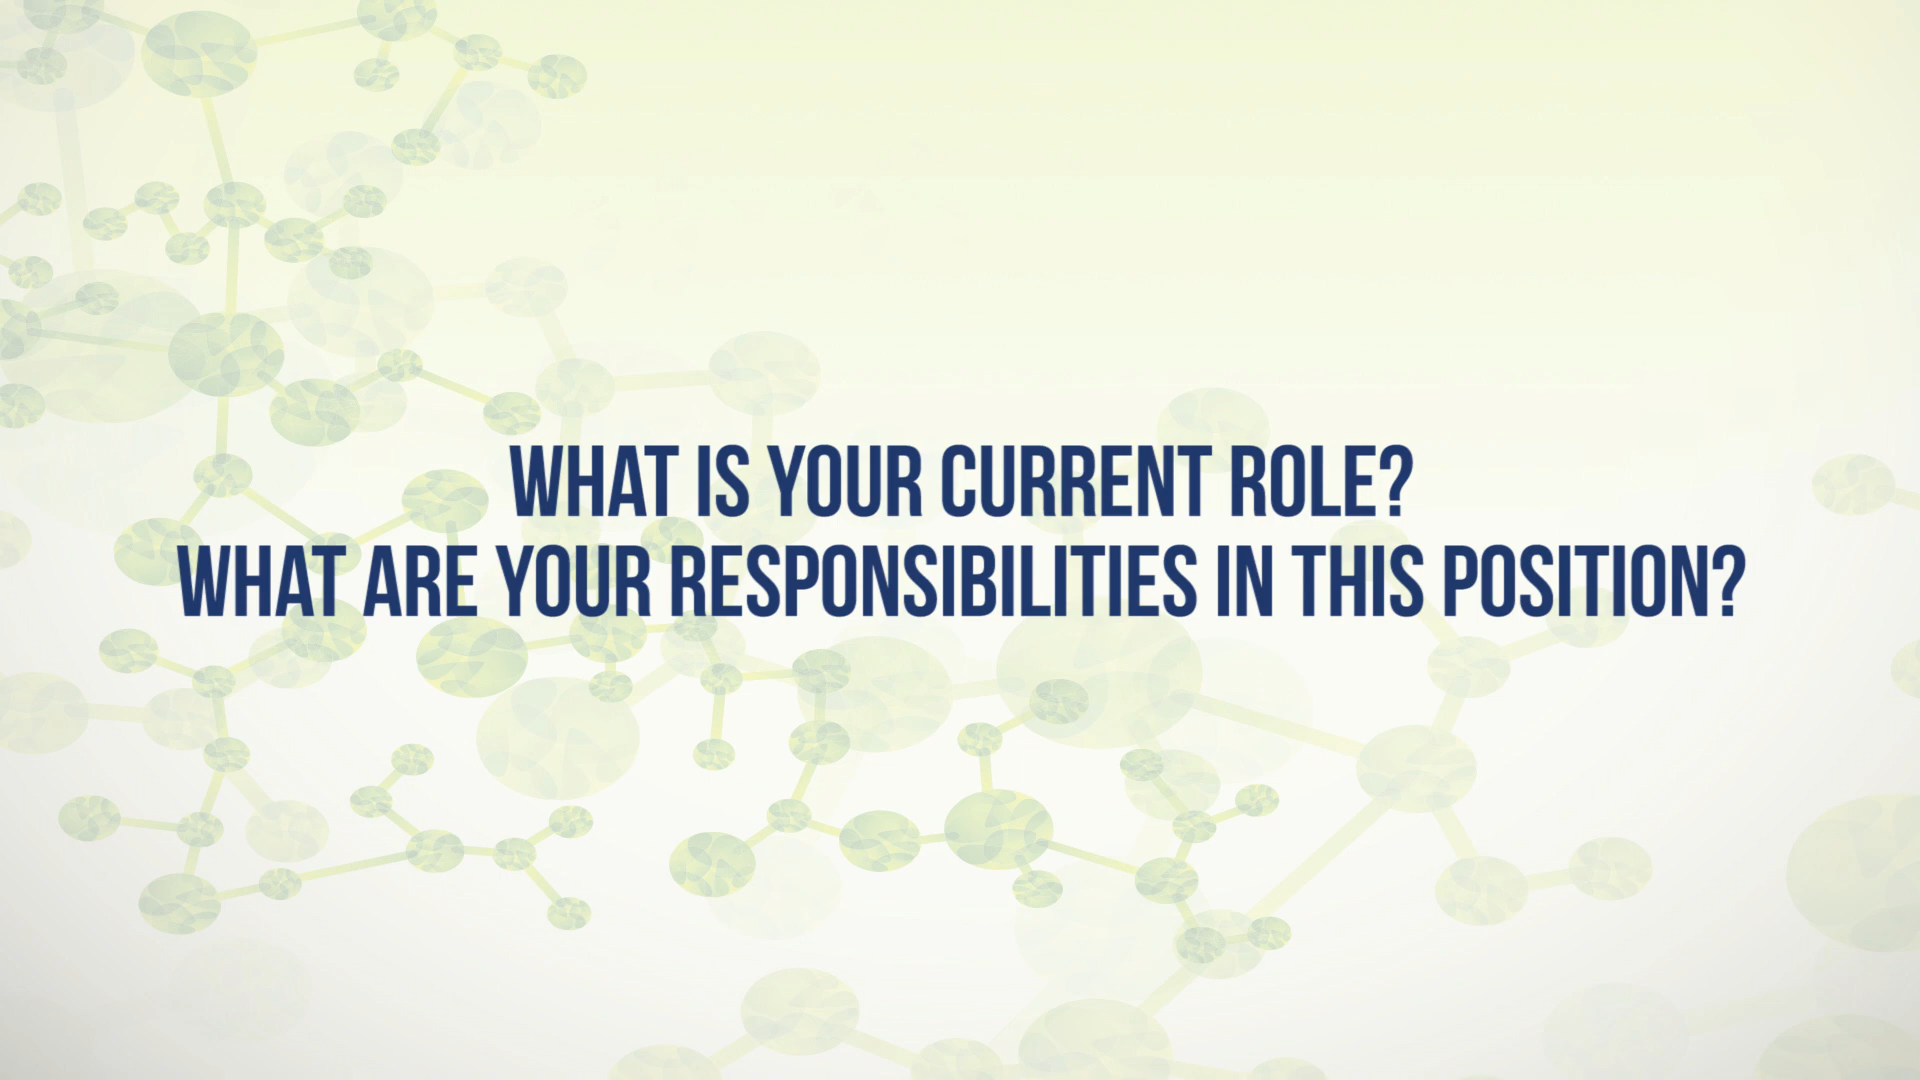 WHAT IS YOUR CURRENT ROLE?
WHAT ARE YOUR RESPONSIBILITIES IN THIS POSITION?